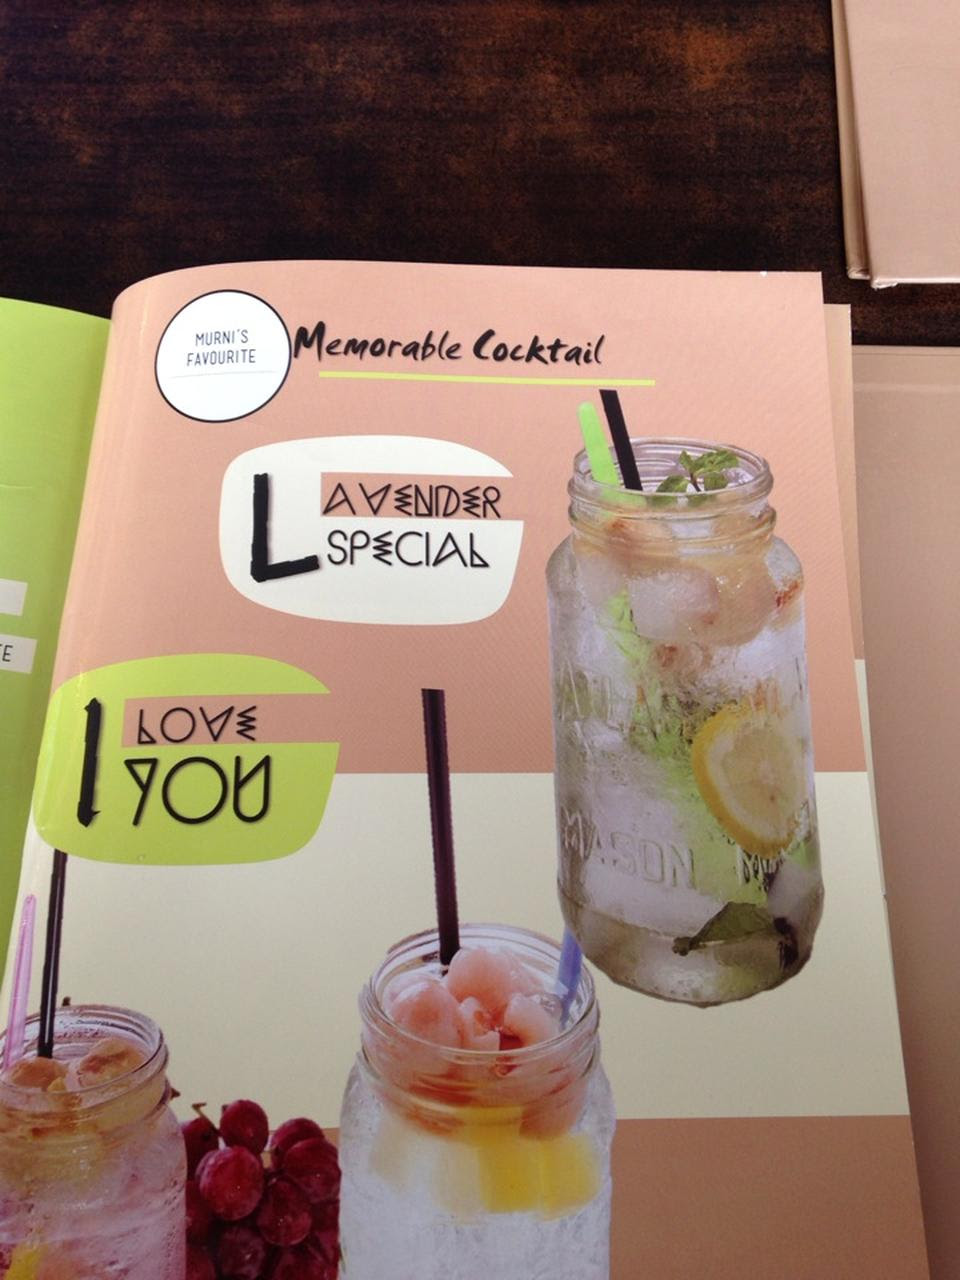 MURNI'S
FAVOURITE
Memorable Cocktail
LAVENDER
SPECIAL
I LOVE
YOU
MASON